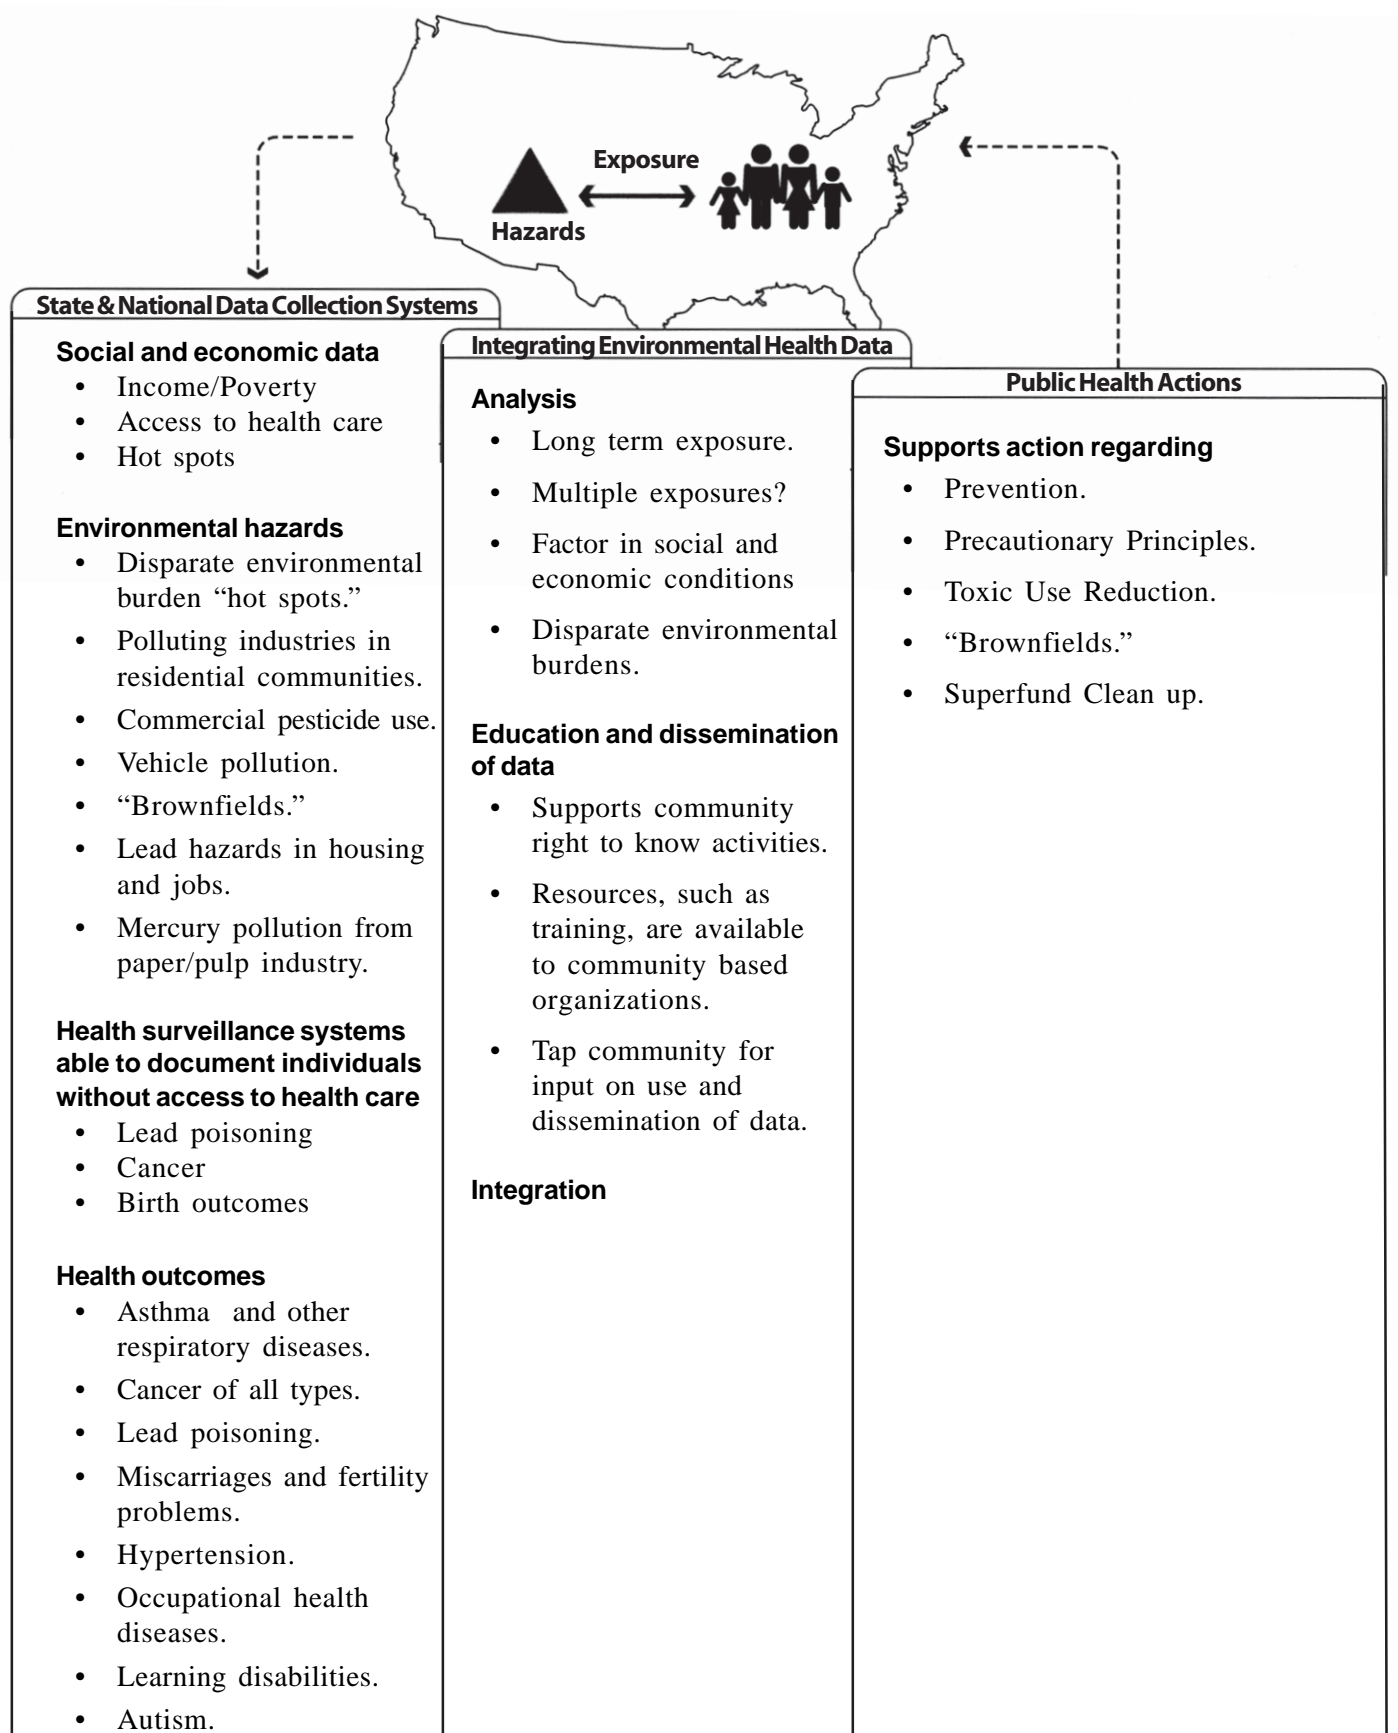 Exposure
Hazards
State & National Data Collection Systems
Social and economic data
• Income/Poverty
• Access to health care
• Hot spots
Environmental hazards
• Disparate environmental
burden “hot spots.”
• Polluting industries in
residential communities.
• Commercial pesticide use.
• Vehicle pollution.
• “Brownfields.”
• Lead hazards in housing
and jobs.
• Mercury pollution from
paper/pulp industry.
Health surveillance systems
able to document individuals
without access to health care
• Lead poisoning
• Cancer
• Birth outcomes
Health outcomes
• Asthma and other
respiratory diseases.
• Cancer of all types.
• Lead poisoning.
• Miscarriages and fertility
problems.
• Hypertension.
• Occupational health
diseases.
• Learning disabilities.
• Autism.
Integrating Environmental Health Data
Analysis
• Long term exposure.
• Multiple exposures?
• Factor in social and
economic conditions
• Disparate environmental
burdens.
Education and dissemination
of data
• Supports community
right to know activities.
• Resources, such as
training, are available
to community based
organizations.
• Tap community for
input on use and
dissemination of data.
Integration
Public Health Actions
Supports action regarding
• Prevention.
• Precautionary Principles.
• Toxic Use Reduction.
• “Brownfields.”
• Superfund Clean up.